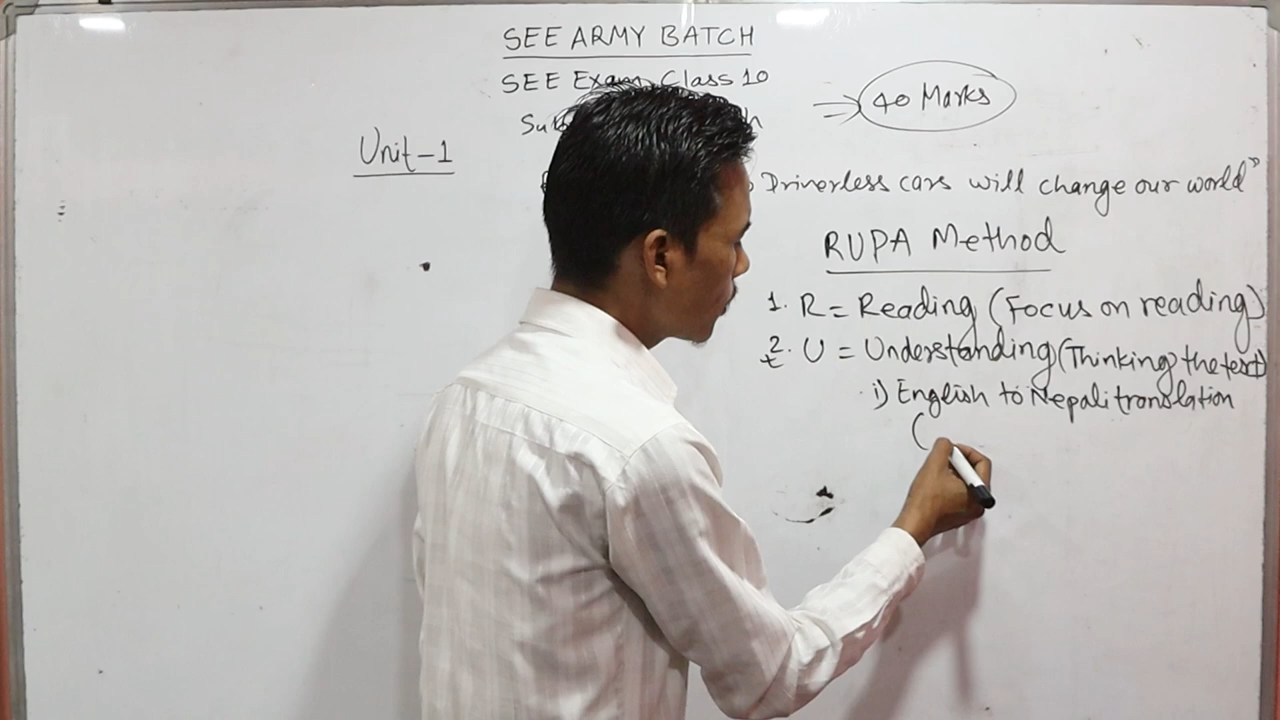 SEE ARMY BATCH
SEE Exam Class 10
⇒ 40 Marks
Unit-1
Driverless cars will change our world"
RUPA Method
1. R = Reading (Focus on reading)
2. U = Understanding (Thinking the text)
i) English to Nepali translation
(